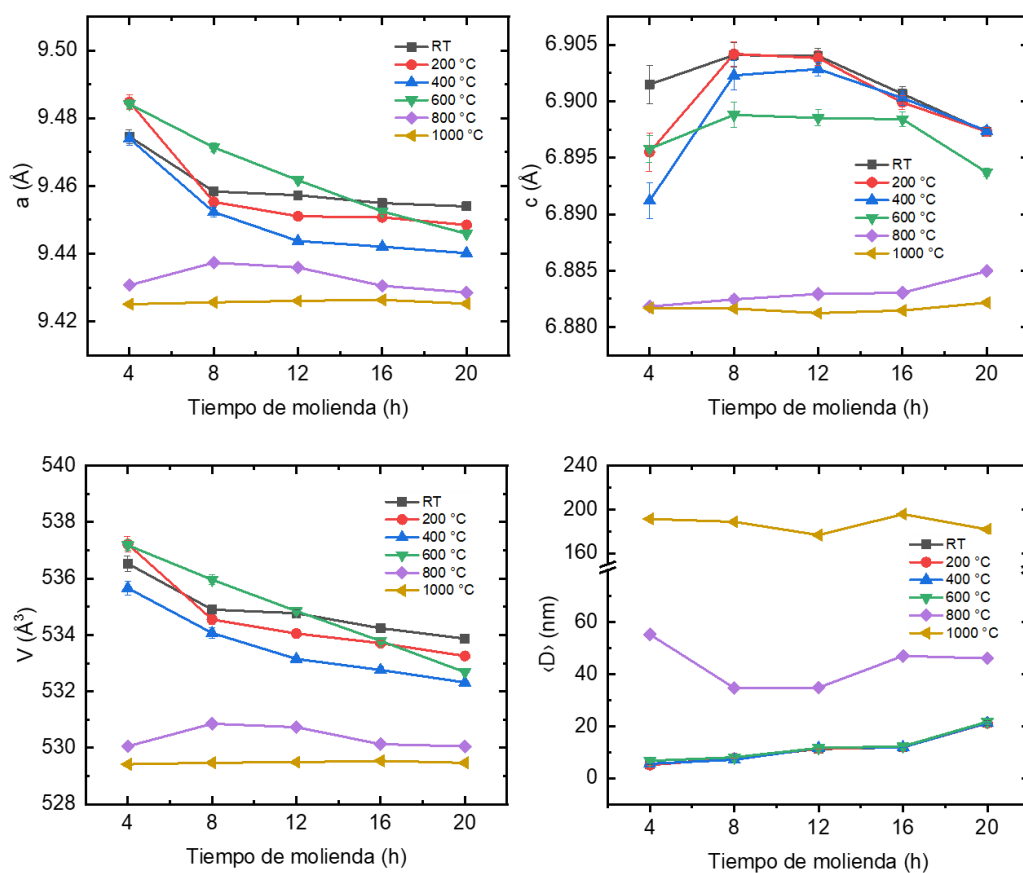 9.50
9.48
9.46
9.44
9.42
a (Å)
RT
200 °C
400 °C
600 °C
800 °C
1000 °C
4 8 12 16 20
Tiempo de molienda (h)
6.905
6.900
6.895
6.890
6.885
6.880
c (Å)
RT
200 °C
400 °C
600 °C
800 °C
1000 °C
4 8 12 16 20
Tiempo de molienda (h)
540
538
536
534
532
530
528
V (Å³)
RT
200 °C
400 °C
600 °C
800 °C
1000 °C
4 8 12 16 20
Tiempo de molienda (h)
240
200
160
60
40
20
0
‹D› (nm)
RT
200 °C
400 °C
600 °C
800 °C
1000 °C
4 8 12 16 20
Tiempo de molienda (h)